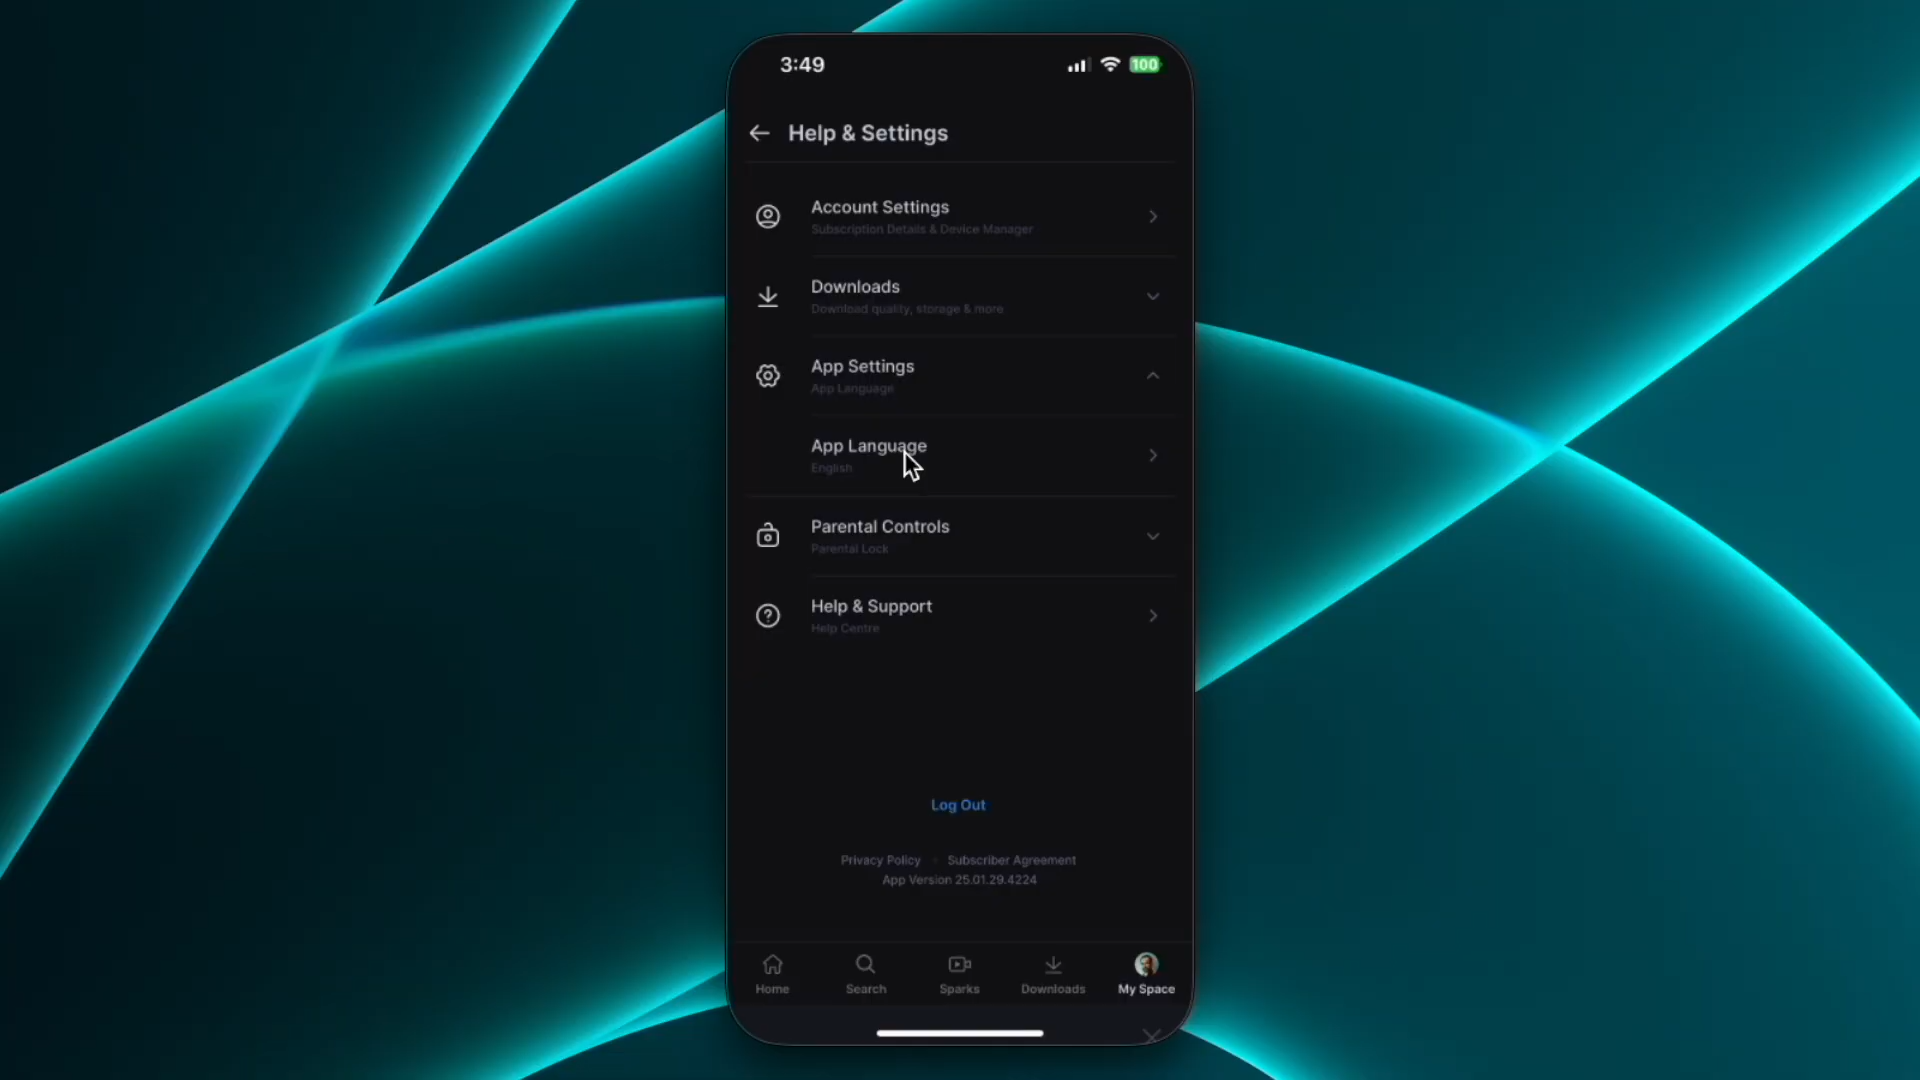 3:49
100
Help & Settings
Account Settings
Subscription Details & Device Manager
Downloads
Download quality, storage & more
App Settings
App Language
App Language
English
Parental Controls
Parental Lock
Help & Support
Help Centre
Log Out
Privacy Policy • Subscriber Agreement
App Version 25.01.29.4224
Home Search Sparks Downloads My Space